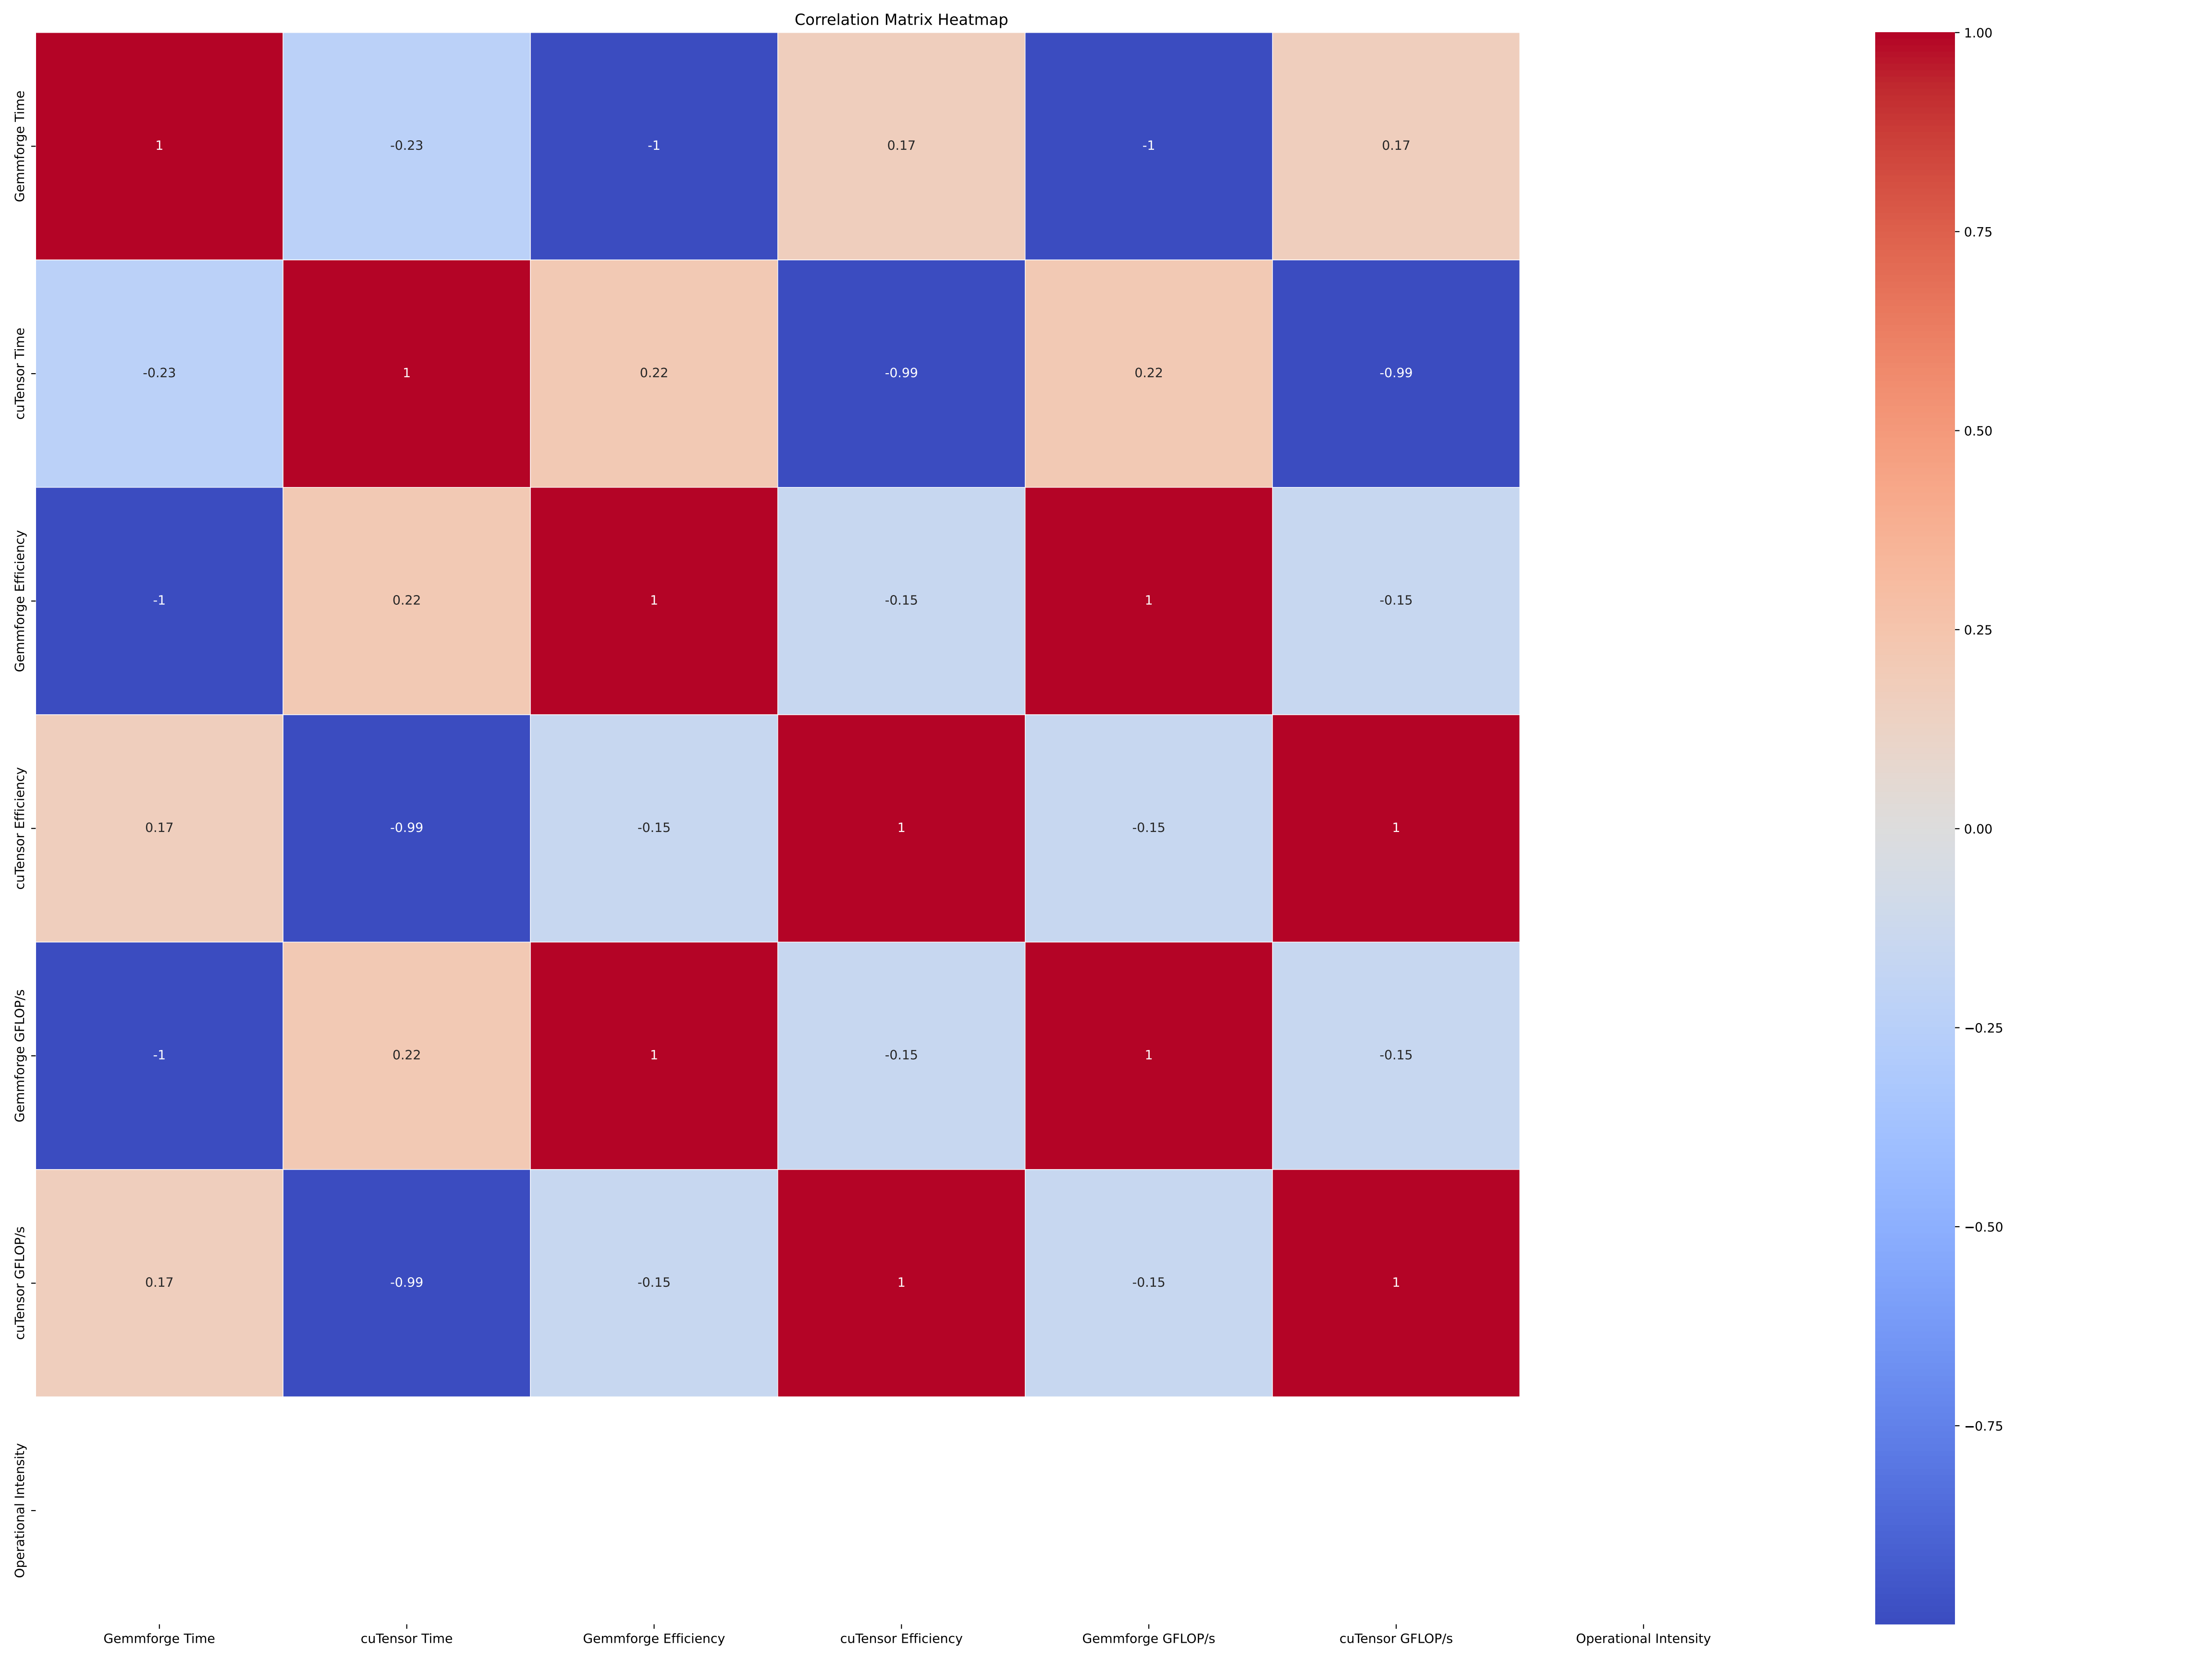 Correlation Matrix Heatmap
Gemmforge Time
1
-0.23
-1
0.17
-1
0.17
cuTensor Time
-0.23
1
0.22
-0.99
0.22
-0.99
Gemmforge Efficiency
-1
0.22
1
-0.15
1
-0.15
cuTensor Efficiency
0.17
-0.99
-0.15
1
-0.15
1
Gemmforge GFLOP/s
-1
0.22
1
-0.15
1
-0.15
cuTensor GFLOP/s
0.17
-0.99
-0.15
1
-0.15
1
Operational Intensity
Gemmforge Time
cuTensor Time
Gemmforge Efficiency
cuTensor Efficiency
Gemmforge GFLOP/s
cuTensor GFLOP/s
Operational Intensity
1.00
0.75
0.50
0.25
0.00
−0.25
−0.50
−0.75